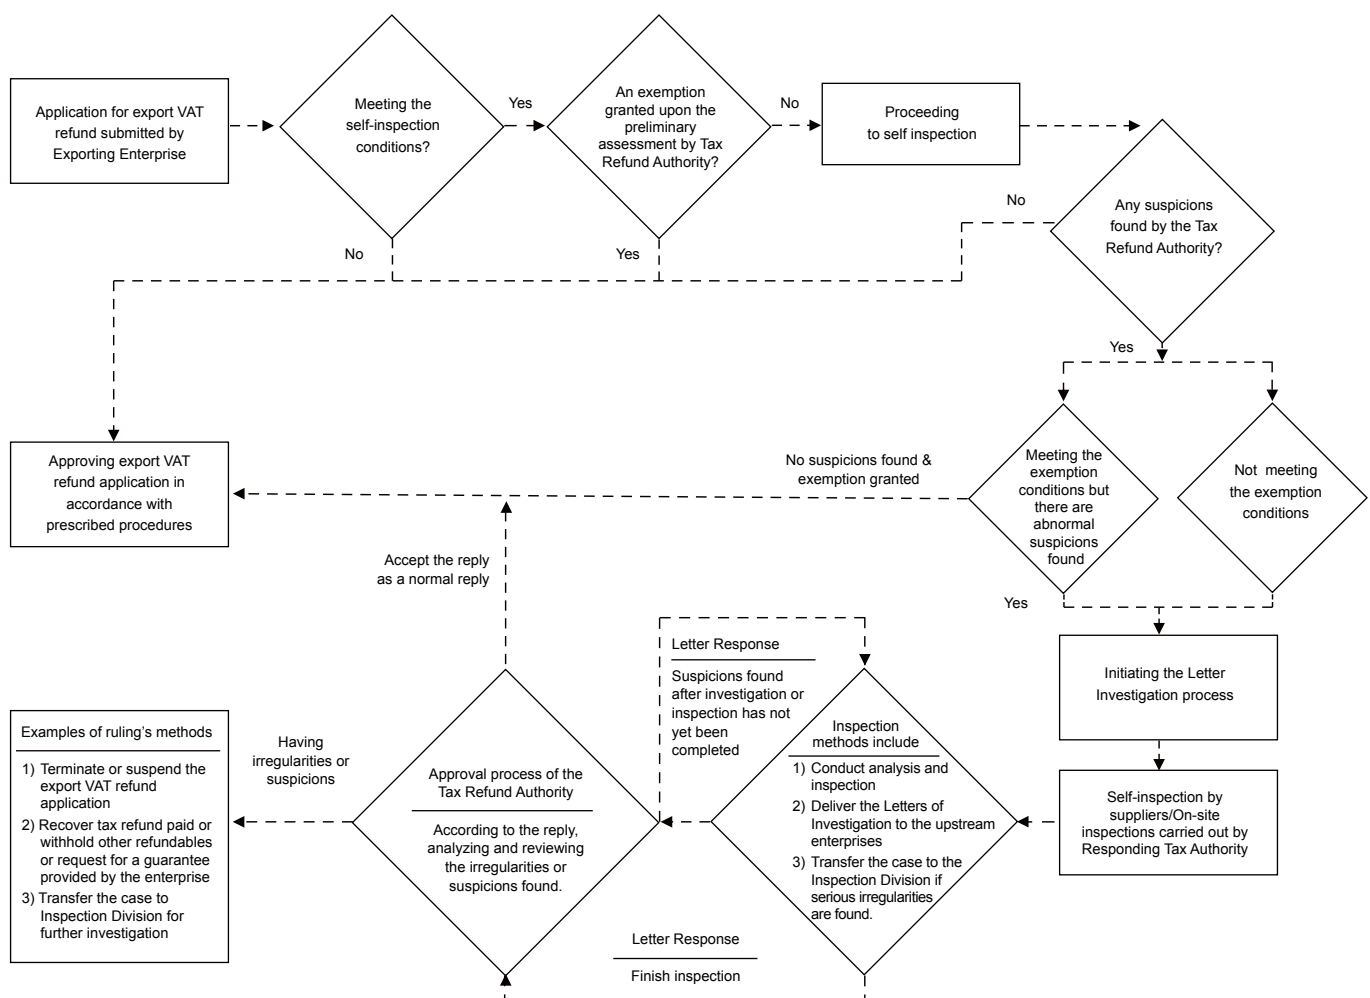 Application for export VAT
refund submitted by
Exporting Enterprise
Meeting the
self-inspection
conditions?
Yes
An exemption
granted upon the
preliminary
assessment by Tax
Refund Authority?
No
Proceeding
to self inspection
No
Any suspicions
found by the Tax
Refund Authority?
No
Yes
Yes
Approving export VAT
refund application in
accordance with
prescribed procedures
No suspicions found &
exemption granted
Meeting the
exemption
conditions but
there are
abnormal
suspicions
found
Not meeting
the exemption
conditions
Accept the reply
as a normal reply
Yes
Letter Response
Suspicions found
after investigation or
inspection has not
yet been
completed
Initiating the Letter
Investigation process
Examples of ruling's methods
1) Terminate or suspend the
export VAT refund
application
2) Recover tax refund paid or
withhold other refundables
or request for a guarantee
provided by the enterprise
3) Transfer the case to
Inspection Division for
further investigation
Having
irregularities or
suspicions
Approval process of the
Tax Refund Authority
According to the reply,
analyzing and reviewing
the irregularities or
suspicions found.
Inspection
methods include
1) Conduct analysis and
inspection
2) Deliver the Letters of
Investigation to the upstream
enterprises
3) Transfer the case to the
Inspection Division if
serious irregularities
are found.
Self-inspection by
suppliers/On-site
inspections carried out by
Responding Tax Authority
Letter Response
Finish inspection